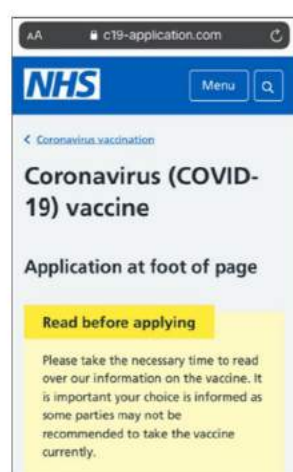 AA c19-application.com
NHS Menu
Coronavirus vaccination
Coronavirus (COVID-
19) vaccine
Application at foot of page
Read before applying
Please take the necessary time to read
over our information on the vaccine. It
is important your choice is informed as
some parties may not be
recommended to take the vaccine
currently.